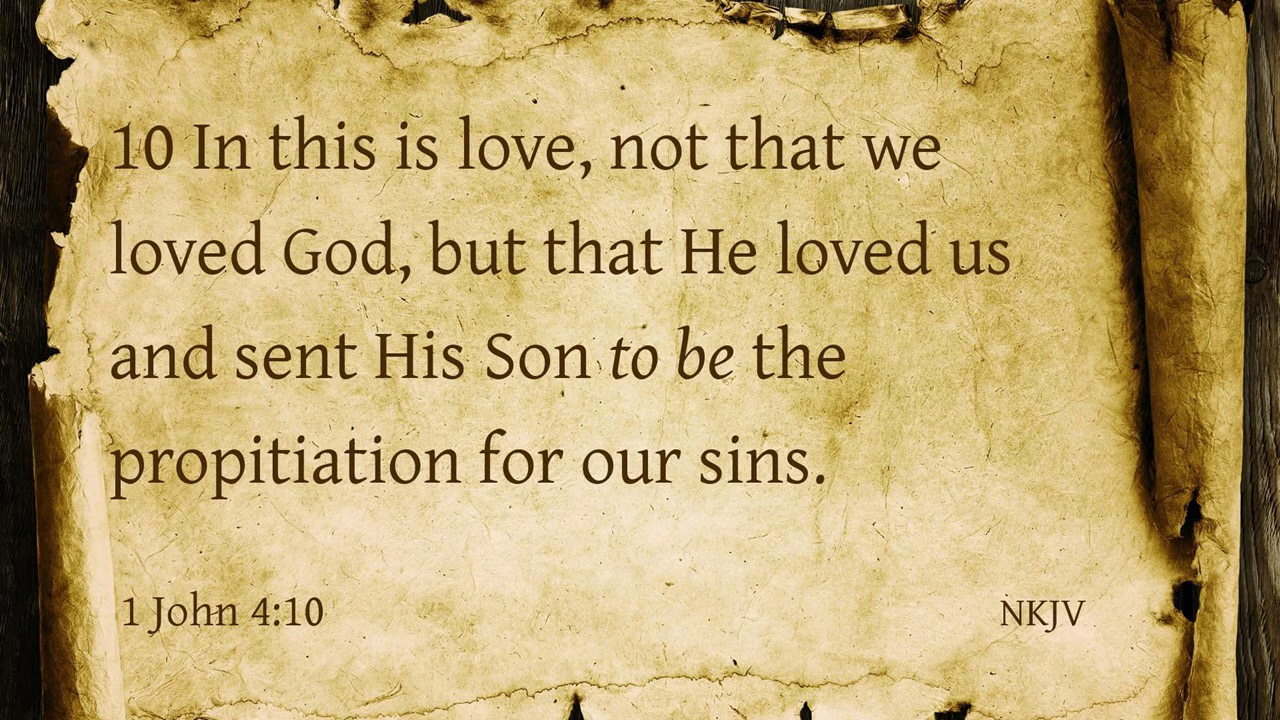 10 In this is love, not that we
loved God, but that He loved us
and sent His Son to be the
propitiation for our sins.
1 John 4:10
NKJV